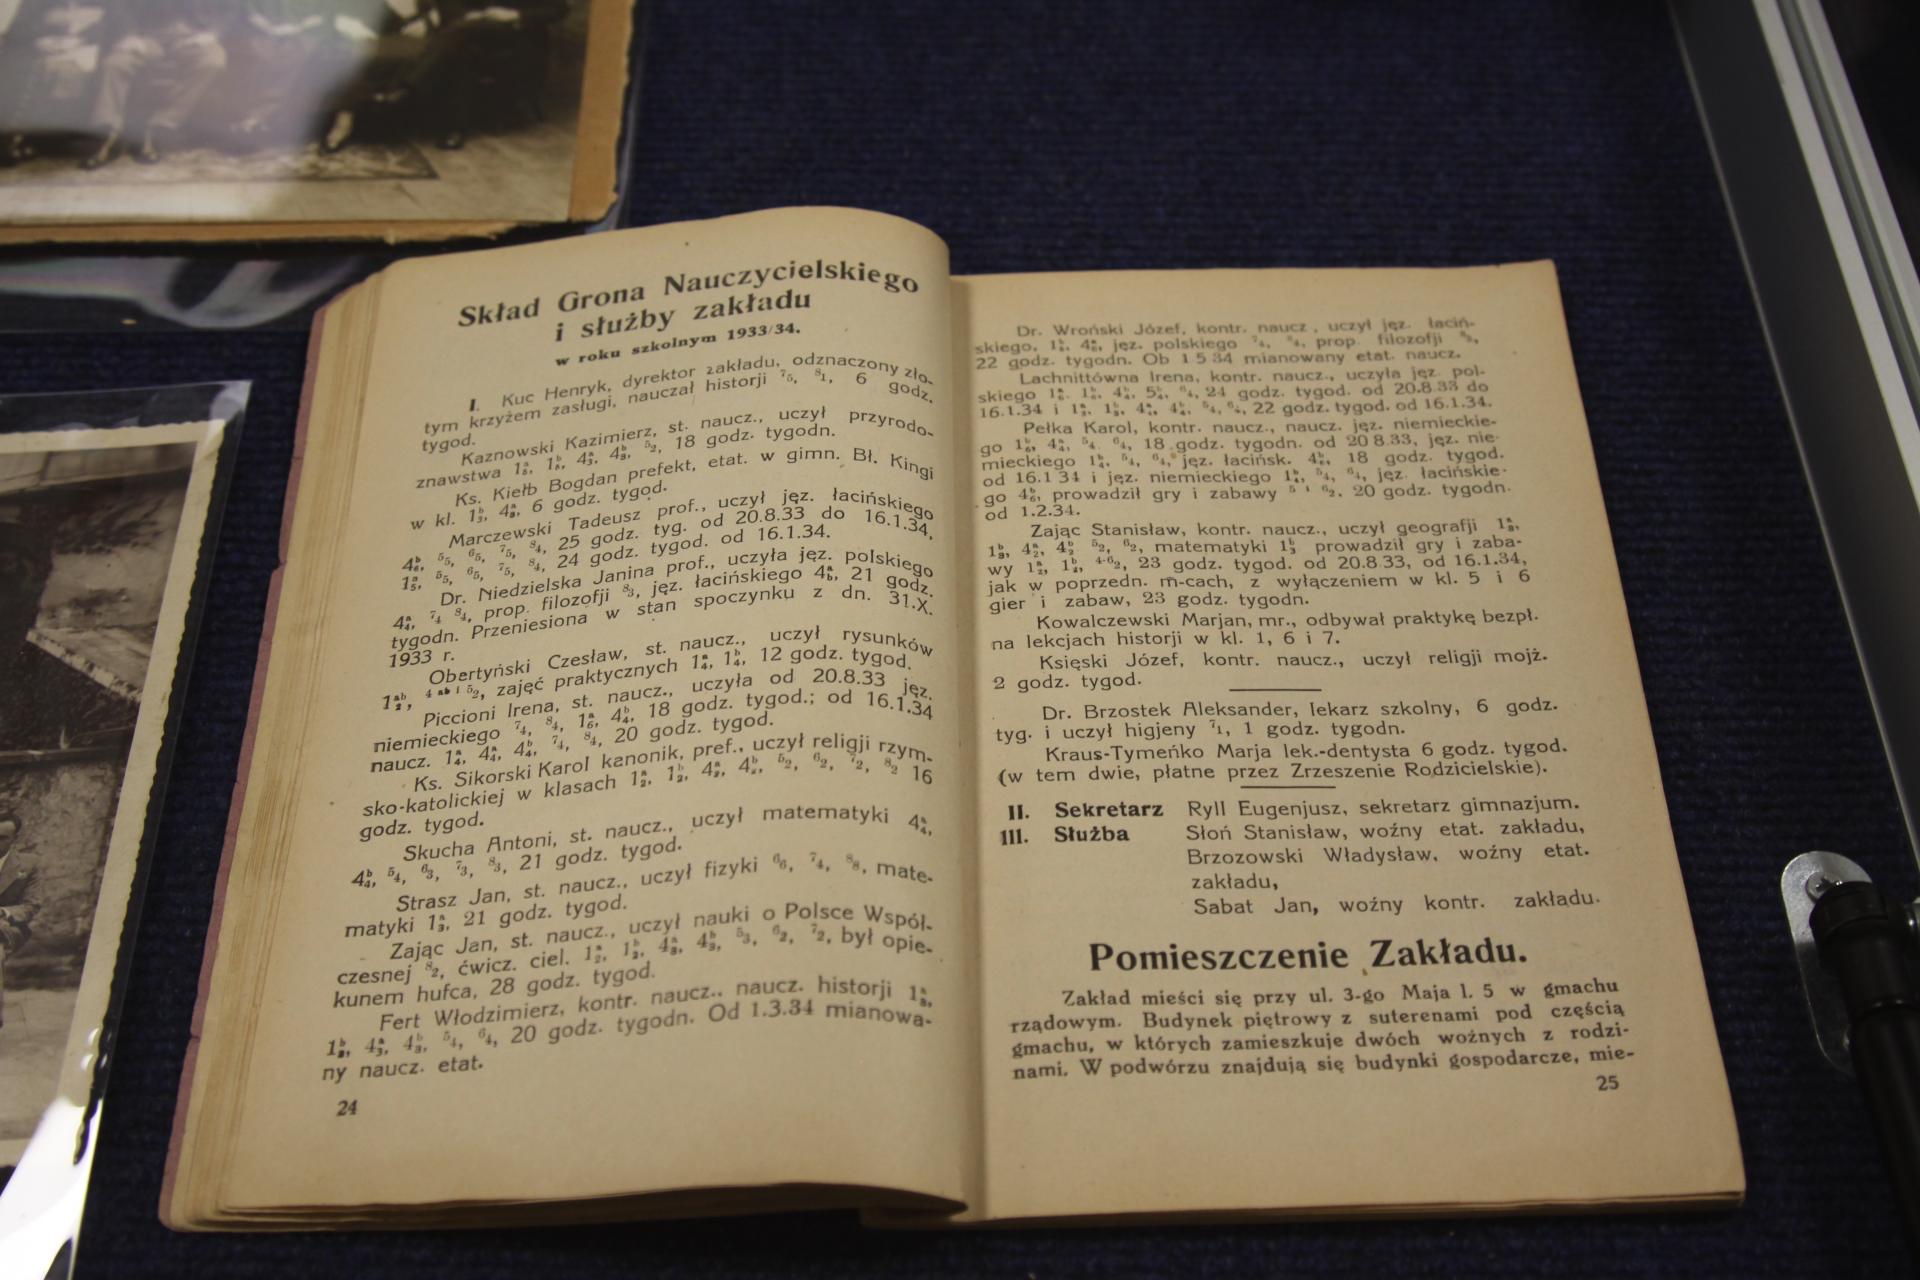 Skład Grona Nauczycielskiego
i służby zakładu
w roku szkolnym 1933/34.
I. Kuc Henryk, dyrektor zakładu, odznaczony zło-
tym krzyżem zasługi, nauczał historji ⁷₅, ⁸₁, 6 godz.
tygod.
Kaznowski Kazimierz, st. naucz., uczył przyrodo-
znawstwa 18 godz. tygodn.
Ks. Kiełb Bogdan prefekt, etat. w gimn. Bł. Kingi
w kl. 6 godz. tygod.
Marczewski Tadeusz prof., uczył jęz. łacińskiego
25 godz. tyg. od 20.8.33 do 16.1.34,
24 godz. tygod. od 16.1.34.
Dr. Niedzielska Janina prof., uczyła jęz. polskiego
prop. filozofji ⁸₃, jęz. łacińskiego 21 godz.
tygodn. Przeniesiona w stan spoczynku z dn. 31.X.
1933 r.
Obertyński Czesław, st. naucz., uczył rysunków
zajęć praktycznych 12 godz. tygod.
Piccioni Irena, st. naucz., uczyła od 20.8.33 jęz.
niemieckiego 18 godz. tygod.; od 16.1.34
naucz. 20 godz. tygod.
Ks. Sikorski Karol kanonik, pref., uczył religji rzym-
sko-katolickiej w klasach 16
godz. tygod.
Skucha Antoni, st. naucz., uczył matematyki
21 godz. tygod.
Strasz Jan, st. naucz., uczył fizyki ⁶₆, ⁷₄, ⁸₈, mate-
matyki 21 godz. tygod.
Zając Jan, st. naucz., uczył nauki o Polsce Współ-
czesnej ⁸₂, ćwicz. ciel. był opie-
kunem hufca, 28 godz. tygod.
Fert Włodzimierz, kontr. naucz.. naucz. historji
20 godz. tygodn. Od 1.3.34 mianowa-
ny naucz. etat.
24
Dr. Wroński Józef, kontr. naucz., uczył jęz. łaciń-
skiego, jęz. polskiego prop. filozofji
22 godz. tygodn. Ob 1 5 34 mianowany etat. naucz.
Lachnittówna Irena, kontr. naucz., uczyła jęz. pol-
skiego 24 godz. tygod. od 20.8.33 do
16.1.34 i 22 godz. tygod. od 16.1.34.
Pełka Karol, kontr. naucz., naucz. jęz. niemieckie-
go 18 godz. tygodn. od 20 8.33, jęz. nie-
mieckiego jęz. łacińsk. 18 godz. tygod.
od 16.1 34 i jęz. niemieckiego jęz. łacińskie-
go prowadził gry i zabawy 20 godz. tygodn.
od 1.2.34.
Zając Stanisław, kontr. naucz., uczył geografji
matematyki prowadził gry i zaba-
wy 23 godz. tygod. od 20.8.33, od 16.1.34,
jak w poprzedn. m-cach, z wyłączeniem w kl. 5 i 6
gier i zabaw, 23 godz. tygodn.
Kowalczewski Marjan, mr., odbywał praktykę bezpł.
na lekcjach historji w kl. 1, 6 i 7.
Księski Józef, kontr. naucz., uczył religji mojż.
2 godz. tygod.
Dr. Brzostek Aleksander, lekarz szkolny, 6 godz.
tyg. i uczył higjeny ⁷₁, 1 godz. tygodn.
Kraus-Tymeńko Marja lek.-dentysta 6 godz. tygod.
(w tem dwie, płatne przez Zrzeszenie Rodzicielskie).
II. Sekretarz Ryll Eugenjusz, sekretarz gimnazjum.
III. Służba Słoń Stanisław, woźny etat. zakładu,
Brzozowski Władysław, woźny etat.
zakładu,
Sabat Jan, woźny kontr. zakładu.
Pomieszczenie Zakładu.
Zakład mieści się przy ul. 3-go Maja l. 5 w gmachu
rządowym. Budynek piętrowy z suterenami pod częścią
gmachu, w których zamieszkuje dwóch woźnych z rodzi-
nami. W podwórzu znajdują się budynki gospodarcze, mie-
25